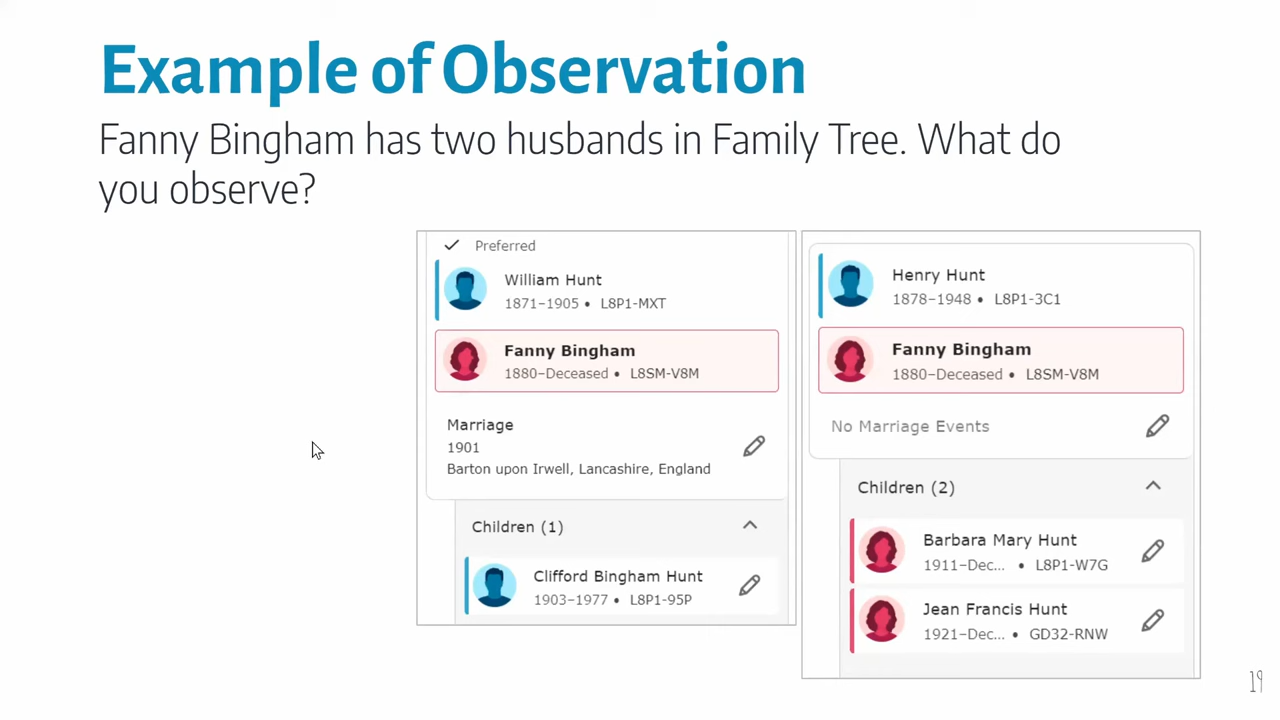 Example of Observation
Fanny Bingham has two husbands in Family Tree. What do
you observe?
Preferred
William Hunt
1871–1905 • L8P1-MXT
Fanny Bingham
1880–Deceased • L8SM-V8M
Marriage
1901
Barton upon Irwell, Lancashire, England
Children (1)
Clifford Bingham Hunt
1903–1977 • L8P1-95P
Henry Hunt
1878–1948 • L8P1-3C1
Fanny Bingham
1880–Deceased • L8SM-V8M
No Marriage Events
Children (2)
Barbara Mary Hunt
1911–Dec... • L8P1-W7G
Jean Francis Hunt
1921–Dec... • GD32-RNW
19